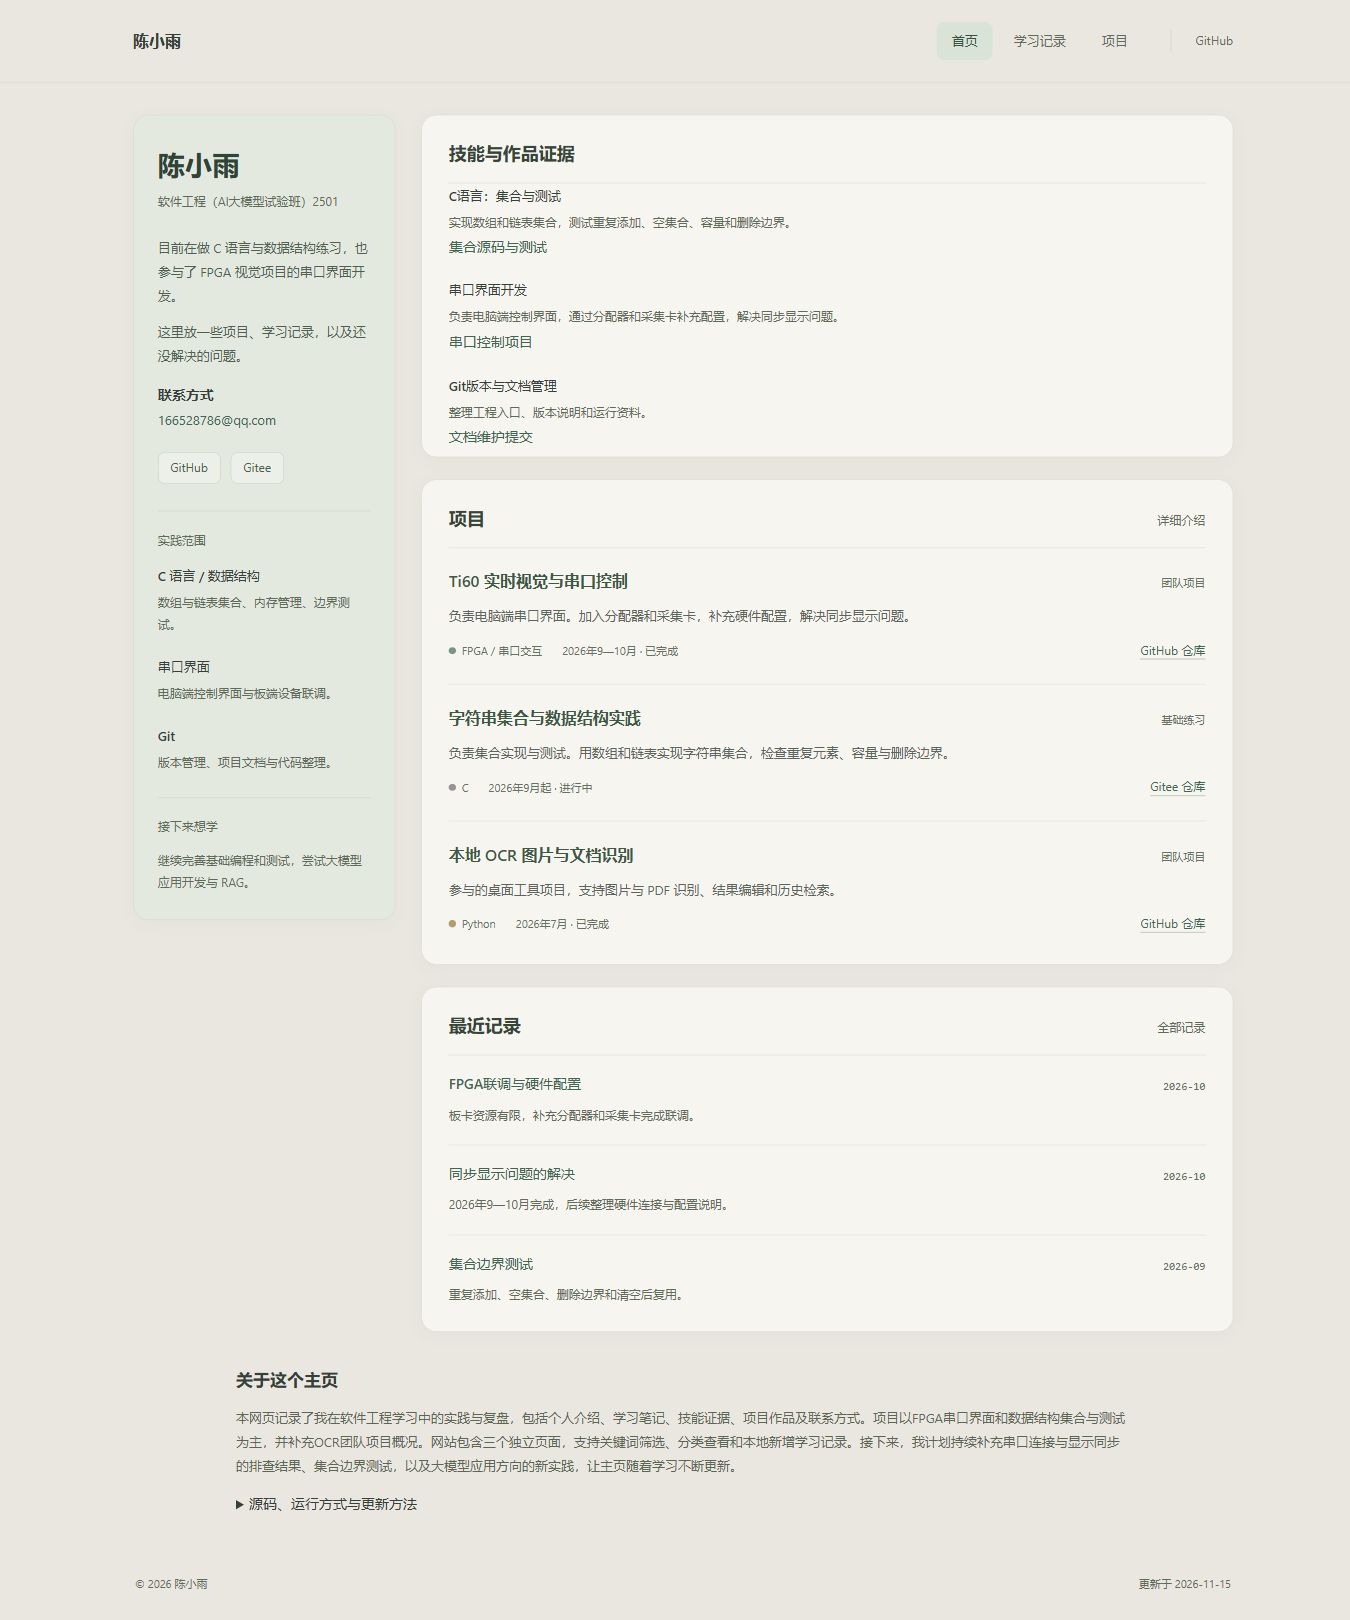 陈小雨
首页
学习记录
项目
GitHub
陈小雨
软件工程（AI大模型试验班）2501
目前在做 C 语言与数据结构练习，也
参与了 FPGA 视觉项目的串口界面开
发。
这里放一些项目、学习记录，以及还
没解决的问题。
联系方式
166528786@qq.com
GitHub
Gitee
实践范围
C 语言 / 数据结构
数组与链表集合、内存管理、边界测
试。
串口界面
电脑端控制界面与板端设备联调。
Git
版本管理、项目文档与代码整理。
接下来想学
继续完善基础编程和测试，尝试大模型
应用开发与 RAG。
技能与作品证据
C语言：集合与测试
实现数组和链表集合，测试重复添加、空集合、容量和删除边界。
集合源码与测试
串口界面开发
负责电脑端控制界面，通过分配器和采集卡补充配置，解决同步显示问题。
串口控制项目
Git版本与文档管理
整理工程入口、版本说明和运行资料。
文档维护提交
项目
详细介绍
Ti60 实时视觉与串口控制
团队项目
负责电脑端串口界面。加入分配器和采集卡，补充硬件配置，解决同步显示问题。
FPGA / 串口交互
2026年9—10月 · 已完成
GitHub 仓库
字符串集合与数据结构实践
基础练习
负责集合实现与测试。用数组和链表实现字符串集合，检查重复元素、容量与删除边界。
C
2026年9月起 · 进行中
Gitee 仓库
本地 OCR 图片与文档识别
团队项目
参与的桌面工具项目，支持图片与 PDF 识别、结果编辑和历史检索。
Python
2026年7月 · 已完成
GitHub 仓库
最近记录
全部记录
FPGA联调与硬件配置
2026-10
板卡资源有限，补充分配器和采集卡完成联调。
同步显示问题的解决
2026-10
2026年9—10月完成，后续整理硬件连接与配置说明。
集合边界测试
2026-09
重复添加、空集合、删除边界和清空后复用。
关于这个主页
本网页记录了我在软件工程学习中的实践与复盘，包括个人介绍、学习笔记、技能证据、项目作品及联系方式。项目以FPGA串口界面和数据结构集合与测试
为主，并补充OCR团队项目概况。网站包含三个独立页面，支持关键词筛选、分类查看和本地新增学习记录。接下来，我计划持续补充串口连接与显示同步
的排查结果、集合边界测试，以及大模型应用方向的新实践，让主页随着学习不断更新。
源码、运行方式与更新方法
© 2026 陈小雨
更新于 2026-11-15